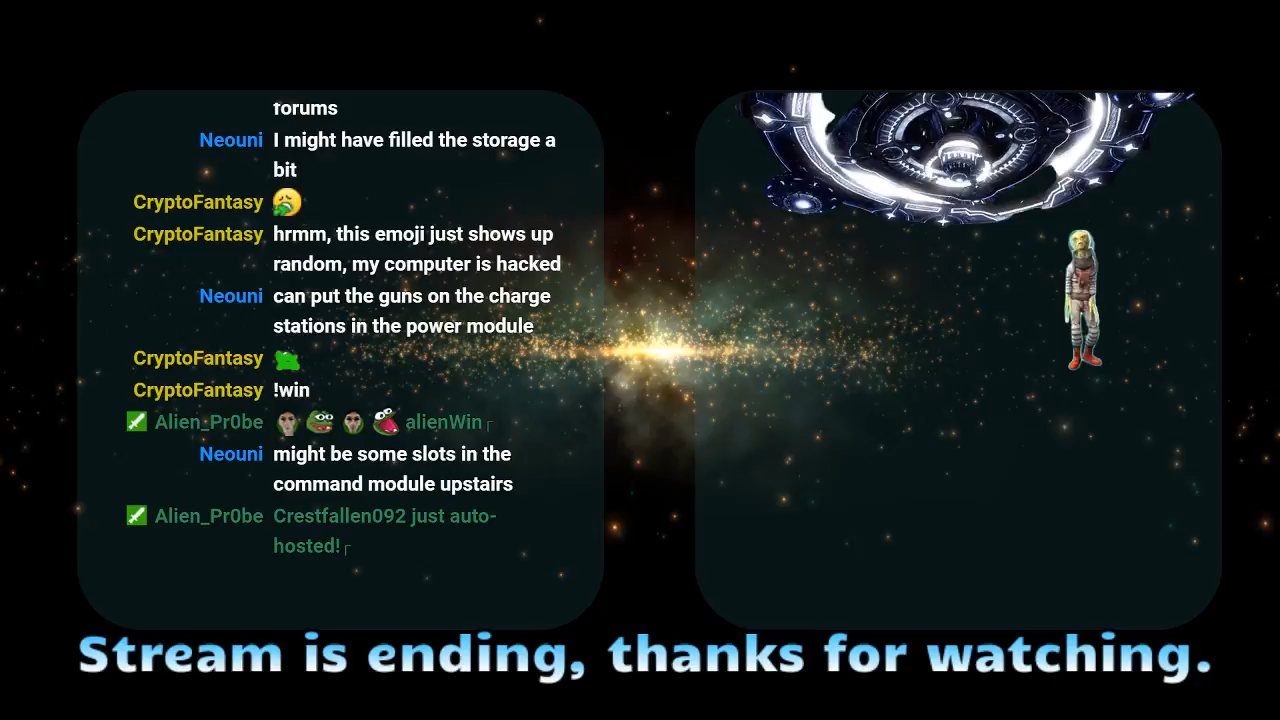 forums
Neouni I might have filled the storage a
bit
CryptoFantasy
CryptoFantasy hrmm, this emoji just shows up
random, my computer is hacked
Neouni can put the guns on the charge
stations in the power module
CryptoFantasy
CryptoFantasy !win
Alien_Pr0be alienWin┌
Neouni might be some slots in the
command module upstairs
Alien_Pr0be Crestfallen092 just auto-
hosted!┌
Stream is ending, thanks for watching.